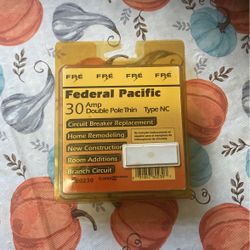 FPE FPE FPE FPE
Federal Pacific
30 Amp
Double Pole Thin Type NC
Circuit Breaker Replacement
Home Remodeling
New Construction
Room Additions
Branch Circuit